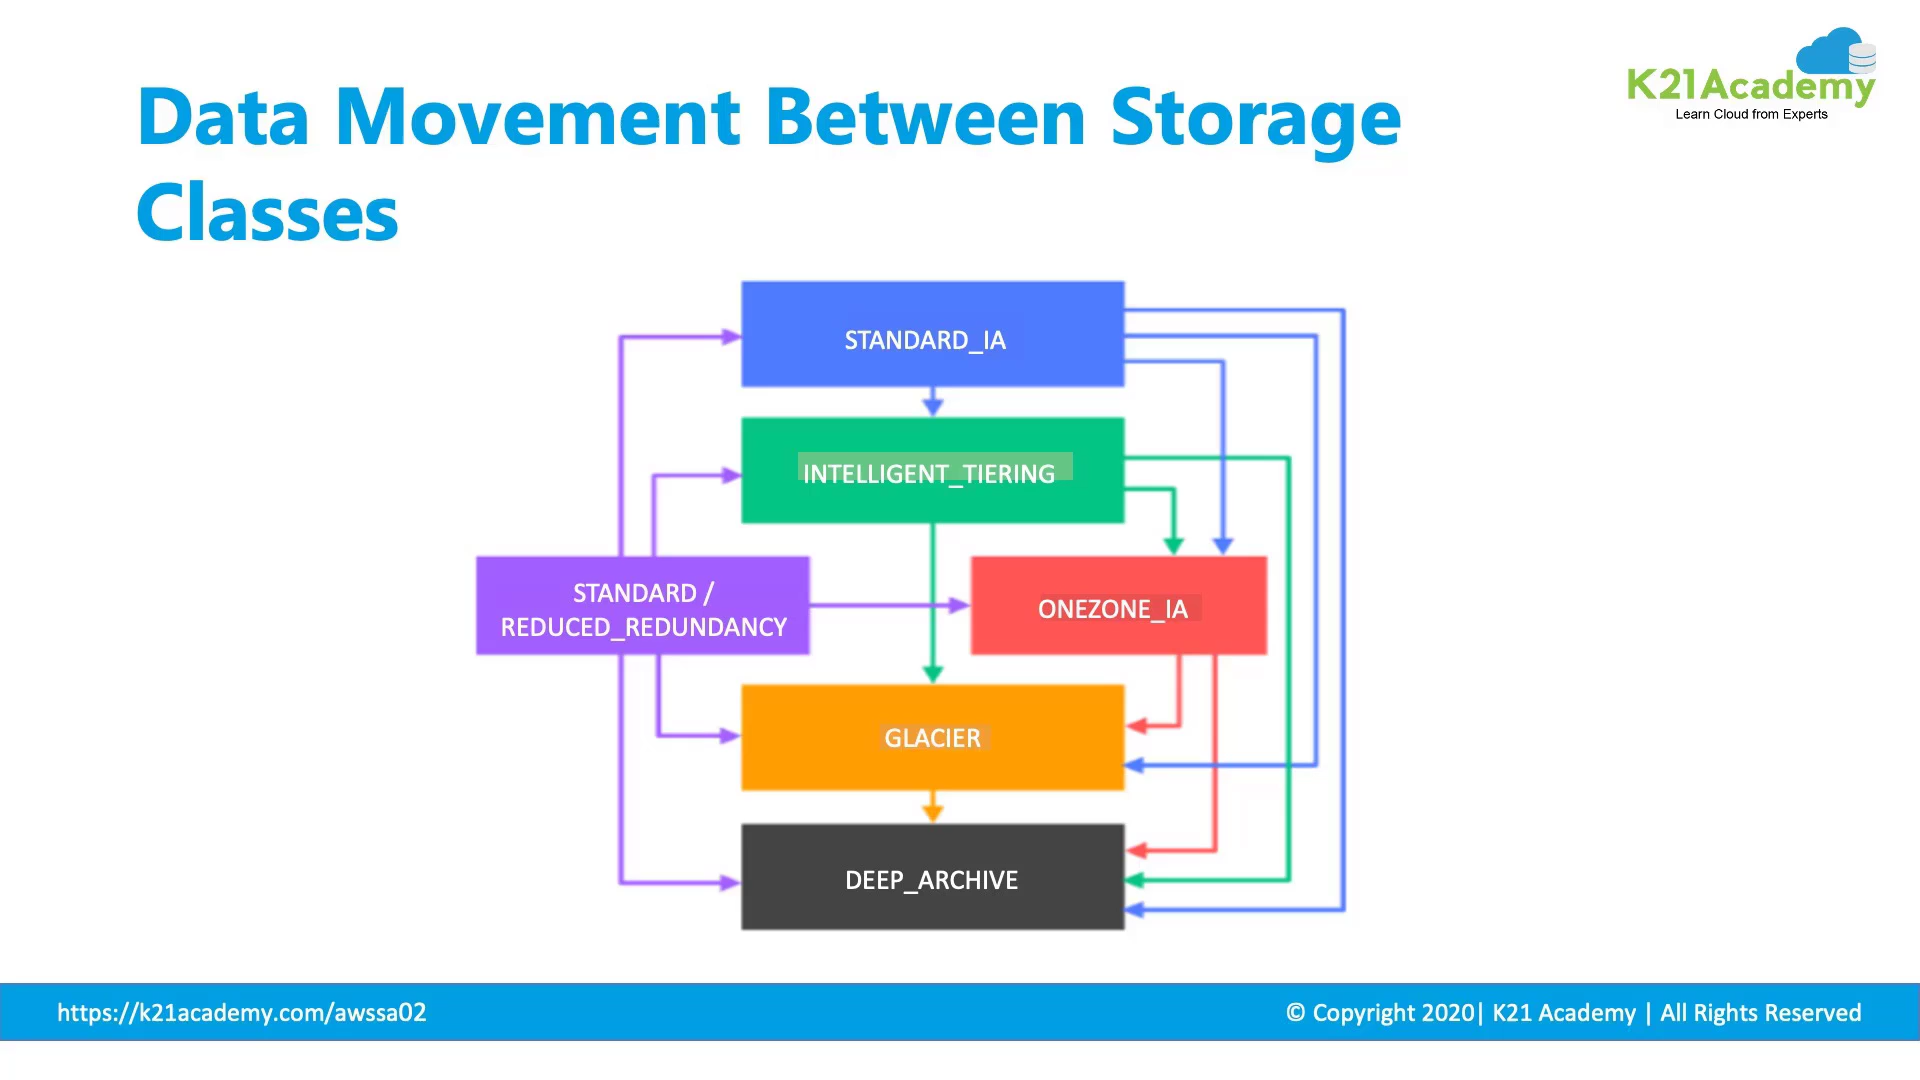 K21Academy
Learn Cloud from Experts
Data Movement Between Storage
Classes
STANDARD_IA
INTELLIGENT_TIERING
STANDARD /
REDUCED_REDUNDANCY
ONEZONE_IA
GLACIER
DEEP_ARCHIVE
https://k21academy.com/awssa02
© Copyright 2020| K21 Academy | All Rights Reserved